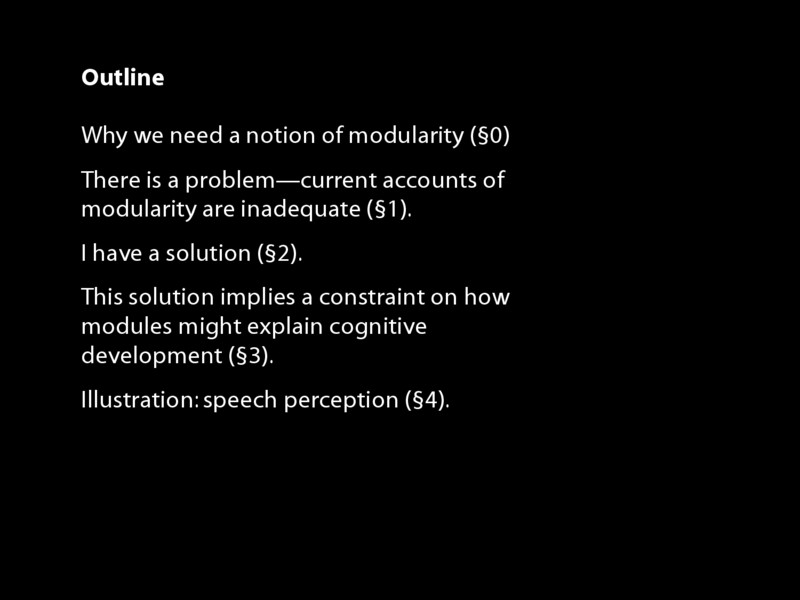 Outline
Why we need a notion of modularity (§0)
There is a problem—current accounts of
modularity are inadequate (§1).
I have a solution (§2).
This solution implies a constraint on how
modules might explain cognitive
development (§3).
Illustration: speech perception (§4).